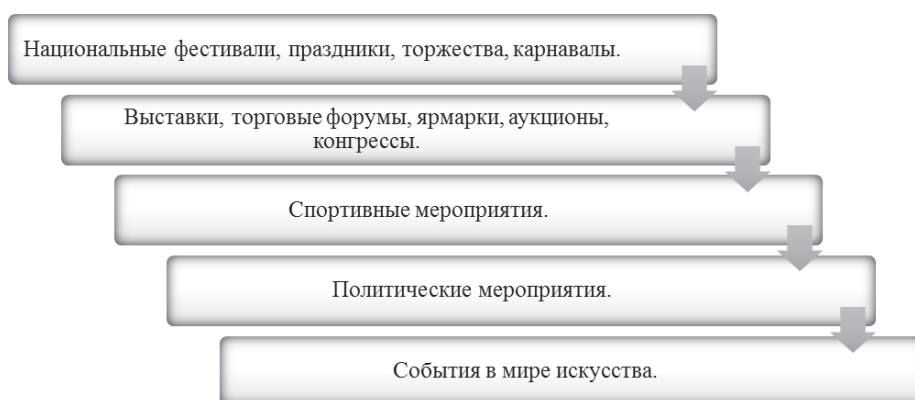 Национальные фестивали, праздники, торжества, карнавалы.
Выставки, торговые форумы, ярмарки, аукционы,
конгрессы.
Спортивные мероприятия.
Политические мероприятия.
События в мире искусства.